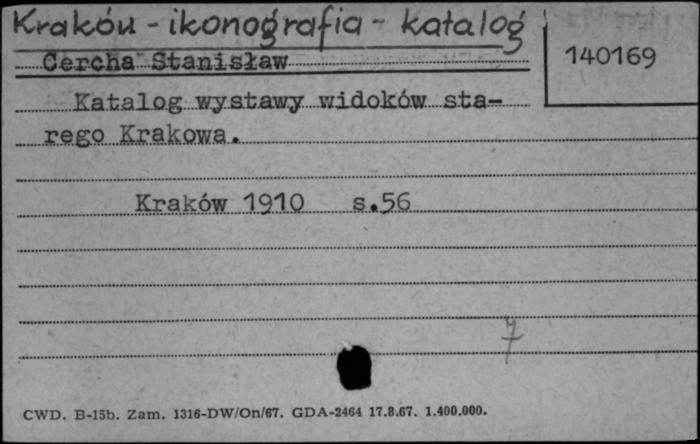 Kraków - ikonografia - katalog
140169
Cercha Stanisław
Katalog wystawy widoków sta-
rego Krakowa.
Kraków 1910 s.56
7
CWD. B-15b. Zam. 1316-DW/On/67. GDA-2464 17.8.67. 1.400.000.